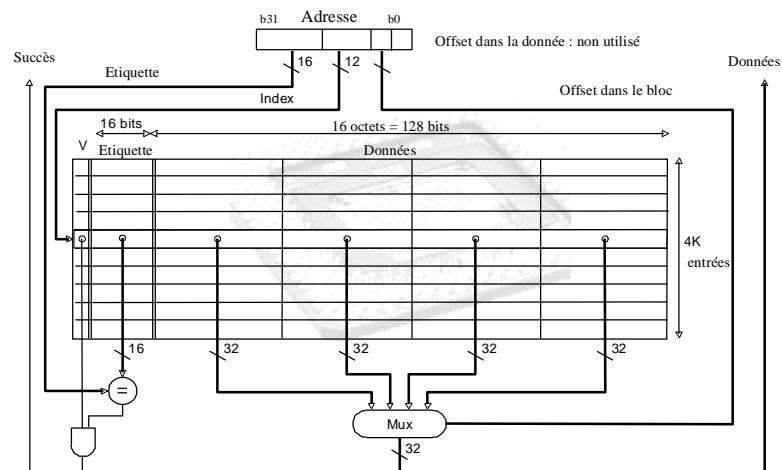 Adresse
b31
b0
Offset dans la donnée : non utilisé
Succès
Données
16
12
Etiquette
Index
Offset dans le bloc
16 bits
16 octets = 128 bits
V
Etiquette
Données
4K
entrées
16
32
32
32
32
=
Mux
32